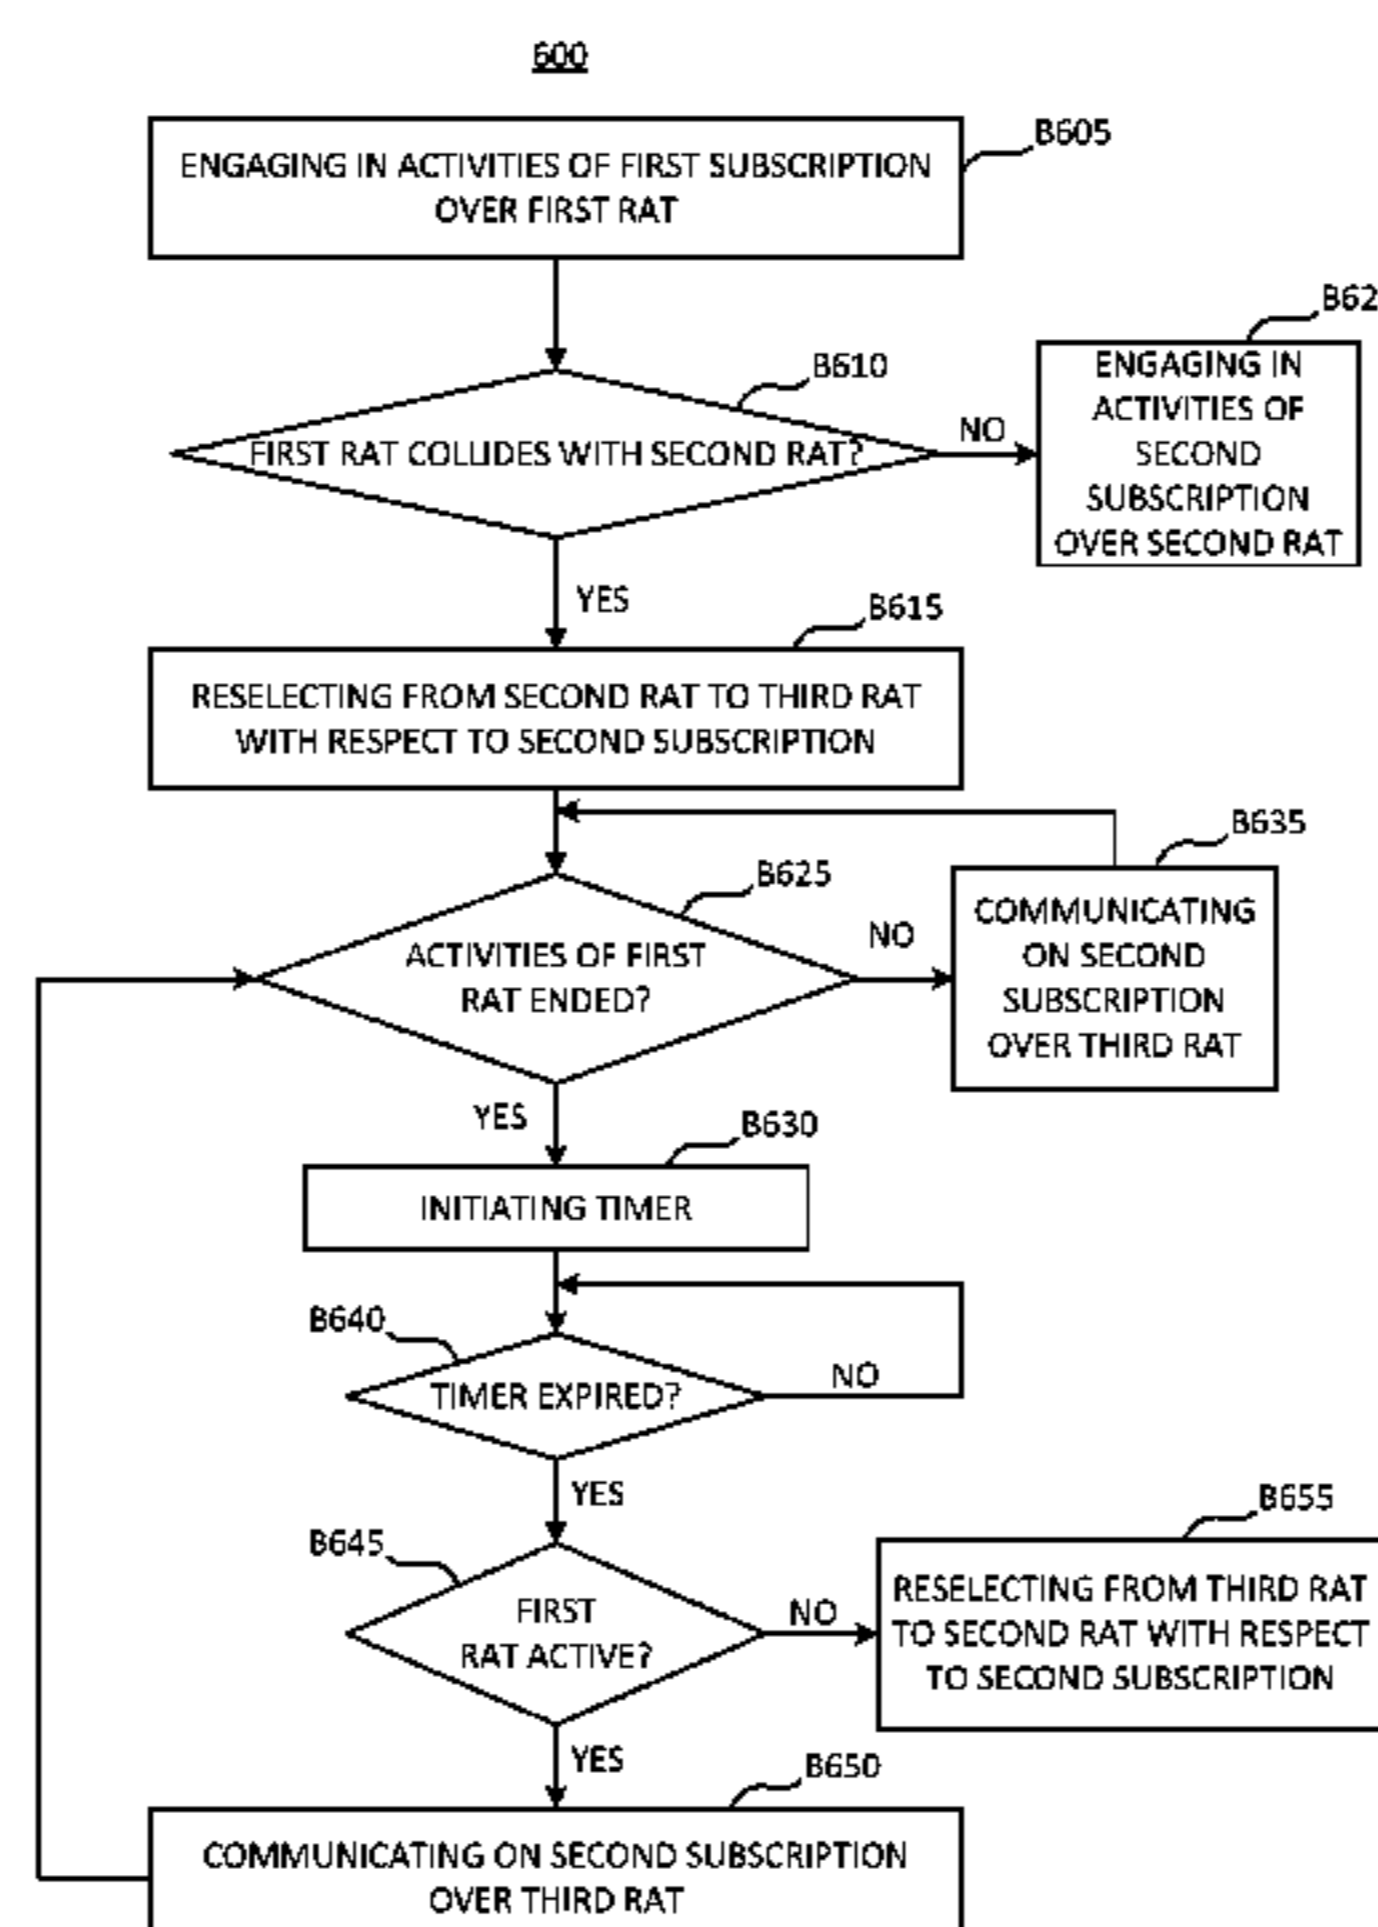 600
B605
ENGAGING IN ACTIVITIES OF FIRST SUBSCRIPTION
OVER FIRST RAT
B610
FIRST RAT COLLIDES WITH SECOND RAT?
NO
B62
ENGAGING IN
ACTIVITIES OF
SECOND
SUBSCRIPTION
OVER SECOND RAT
YES
B615
RESELECTING FROM SECOND RAT TO THIRD RAT
WITH RESPECT TO SECOND SUBSCRIPTION
B625
ACTIVITIES OF FIRST
RAT ENDED?
NO
B635
COMMUNICATING
ON SECOND
SUBSCRIPTION
OVER THIRD RAT
YES
B630
INITIATING TIMER
B640
TIMER EXPIRED?
NO
YES
B645
FIRST
RAT ACTIVE?
NO
B655
RESELECTING FROM THIRD RAT
TO SECOND RAT WITH RESPECT
TO SECOND SUBSCRIPTION
YES
B650
COMMUNICATING ON SECOND SUBSCRIPTION
OVER THIRD RAT